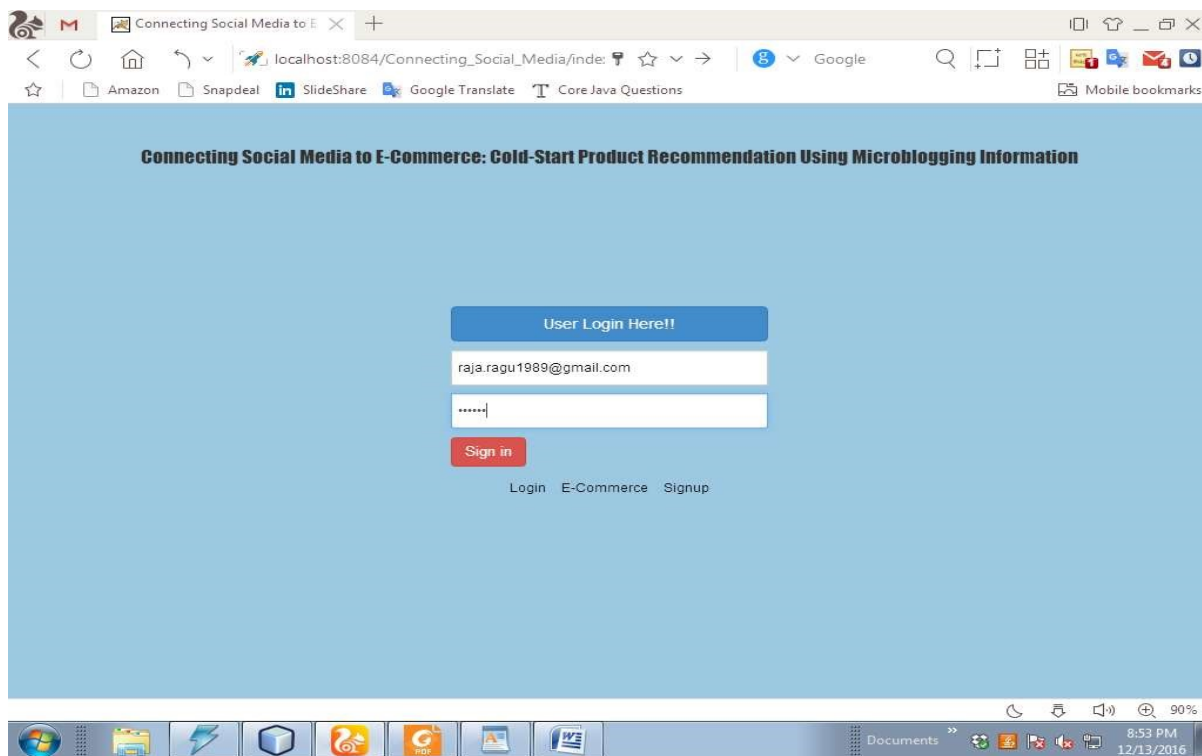 Connecting Social Media to E
localhost:8084/Connecting_Social_Media/inde
Google
Amazon Snapdeal in SlideShare Google Translate T Core Java Questions Mobile bookmarks
Connecting Social Media to E-Commerce: Cold-Start Product Recommendation Using Microblogging Information
User Login Here!!
raja.ragu1989@gmail.com
••••••
Sign in
Login E-Commerce Signup
90%
Documents
8:53 PM
12/13/2016